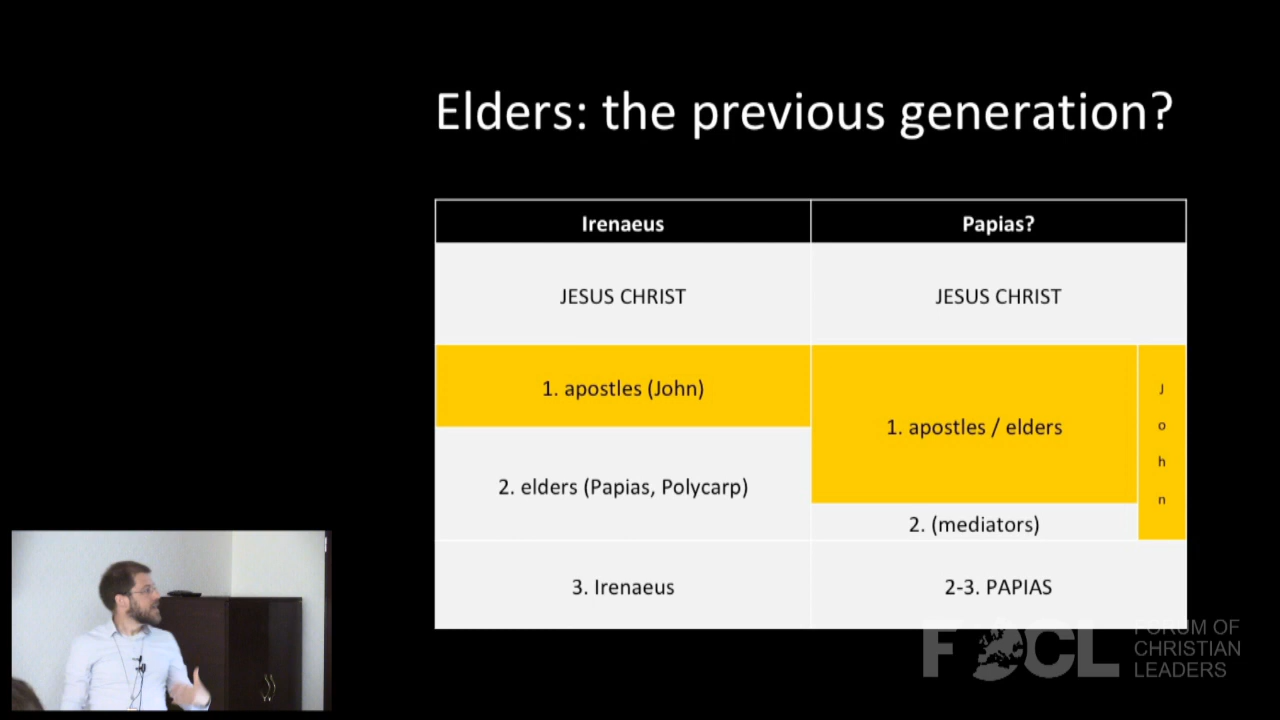 Elders: the previous generation?
Irenaeus
Papias?
JESUS CHRIST
JESUS CHRIST
1. apostles (John)
1. apostles / elders
J
o
h
n
2. elders (Papias, Polycarp)
2. (mediators)
3. Irenaeus
2-3. PAPIAS
FOCL
FORUM OF
CHRISTIAN
LEADERS